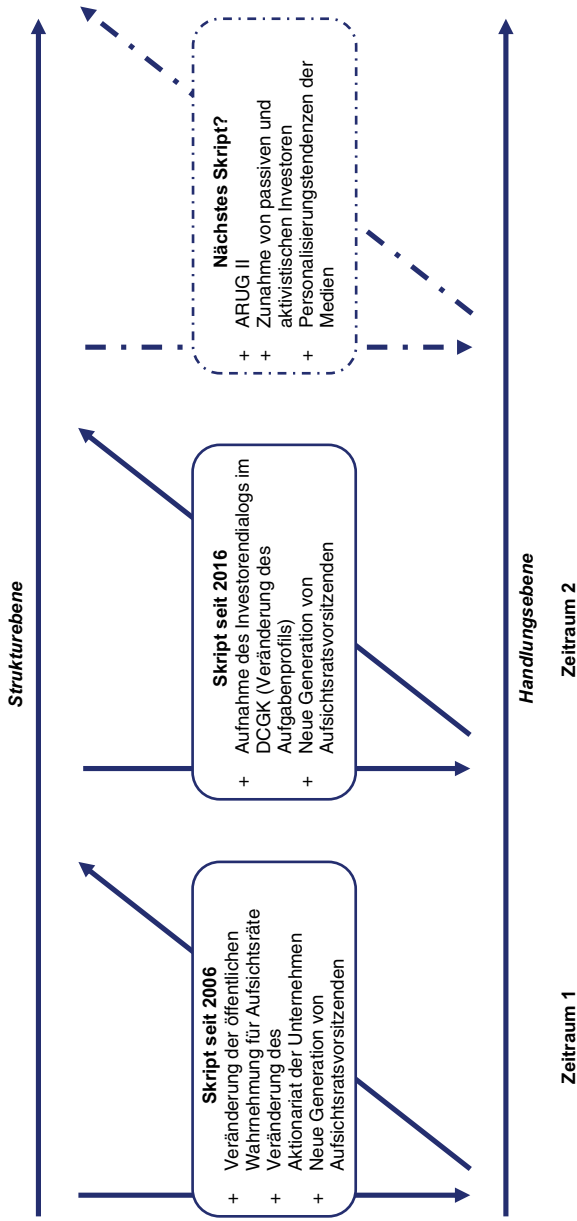 Strukturebene
Skript seit 2006
+ Veränderung der öffentlichen
Wahrnehmung für Aufsichtsräte
+ Veränderung des
Aktionariat der Unternehmen
+ Neue Generation von
Aufsichtsratsvorsitzenden
Skript seit 2016
+ Aufnahme des Investorendialogs im
DCGK (Veränderung des
Aufgabenprofils)
+ Neue Generation von
Aufsichtsratsvorsitzenden
Nächstes Skript?
+ ARUG II
+ Zunahme von passiven und
aktivistischen Investoren
+ Personalisierungstendenzen der
Medien
Handlungsebene
Zeitraum 1
Zeitraum 2